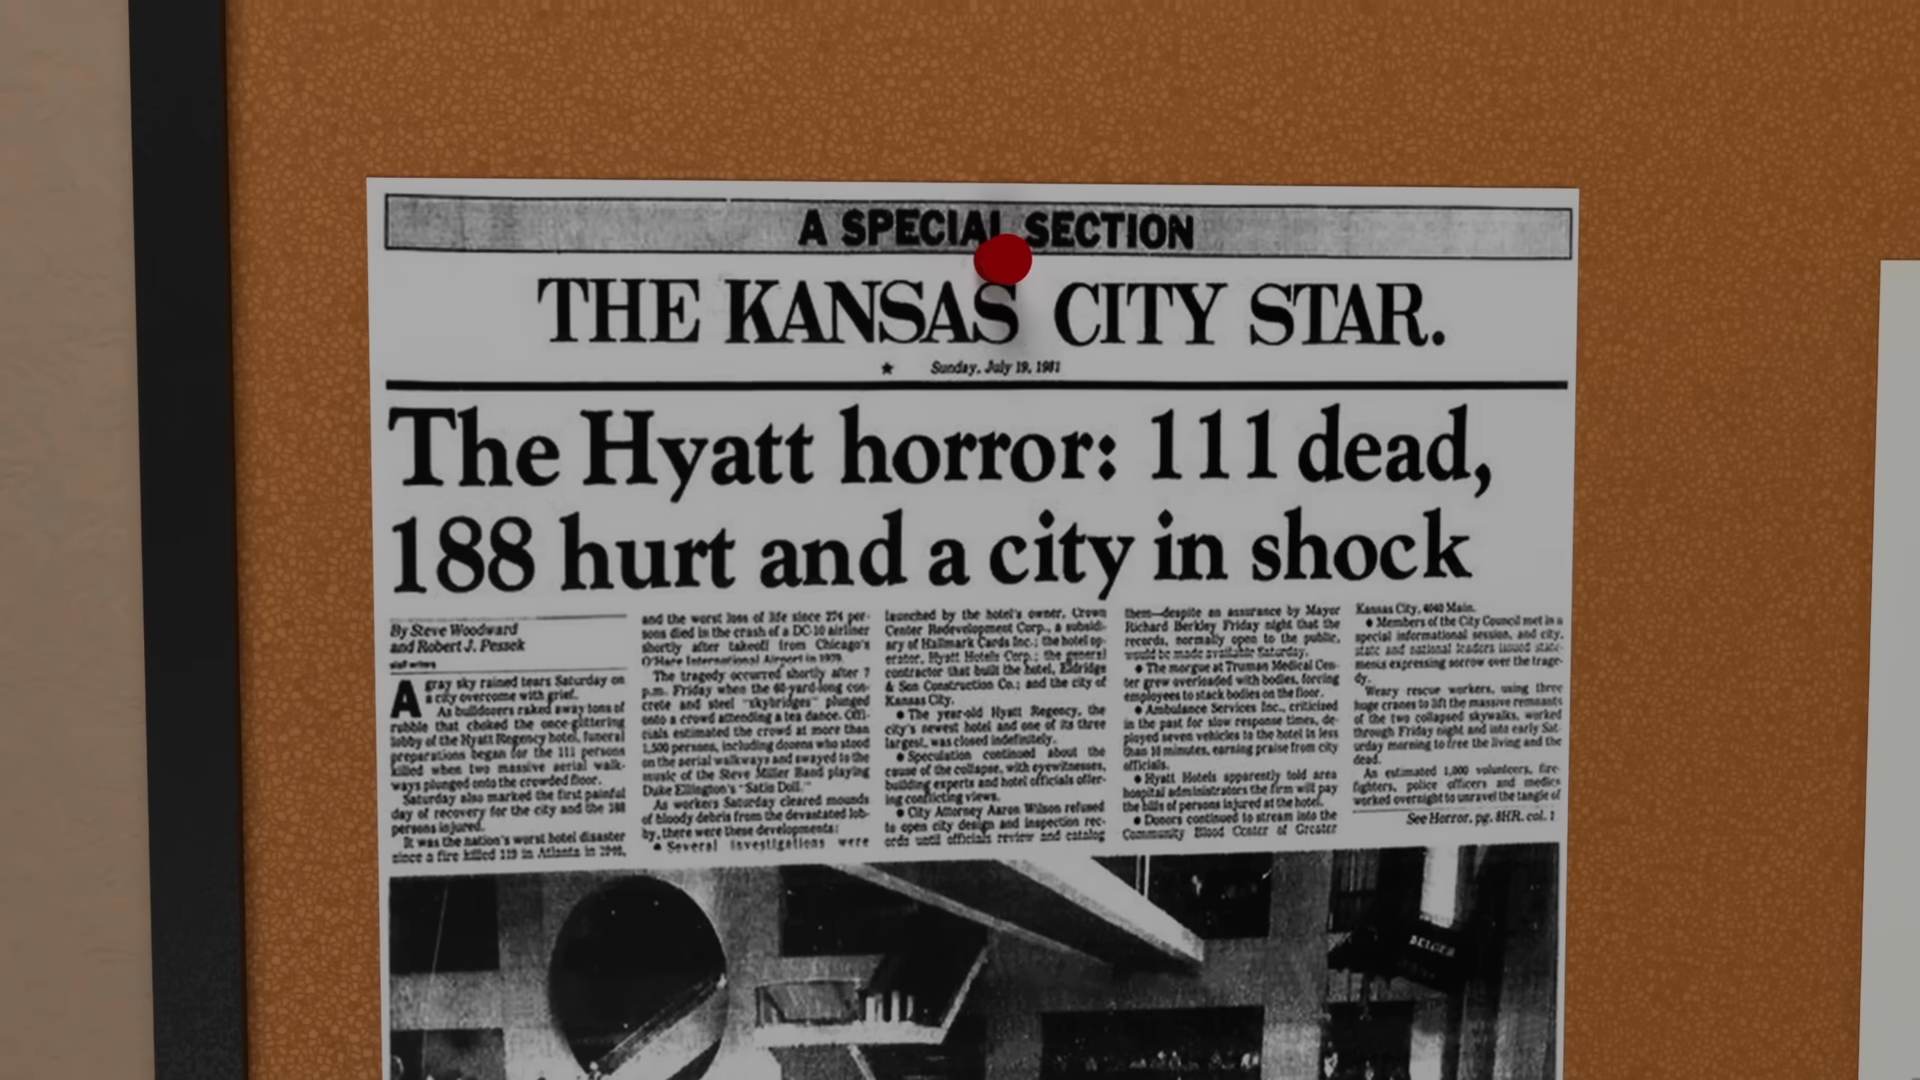 A SPECIAL SECTION
THE KANSAS CITY STAR.
★ Sunday, July 19, 1981
The Hyatt horror: 111 dead,
188 hurt and a city in shock
By Steve Woodward
and Robert J. Pessek
staff writers
A gray sky rained tears Saturday on
a city overcome with grief.
As bulldozers raked away tons of
rubble that choked the once-glittering
lobby of the Hyatt Regency hotel, funeral
preparations began for the 111 persons
killed when two massive aerial walk-
ways plunged onto the crowded floor.
Saturday also marked the first painful
day of recovery for the city and the 188
persons injured.
It was the nation's worst hotel disaster
since a fire killed 119 in Atlanta in 1946,
and the worst loss of life since 274 per-
sons died in the crash of a DC-10 airliner
shortly after takeoff from Chicago's
O'Hare International Airport in 1979.
The tragedy occurred shortly after 7
p.m. Friday when the 60-yard-long con-
crete and steel "skybridges" plunged
onto a crowd attending a tea dance. Offi-
cials estimated the crowd at more than
1,500 persons, including dozens who stood
on the aerial walkways and swayed to the
music of the Steve Miller Band playing
Duke Ellington's "Satin Doll."
As workers Saturday cleared mounds
of bloody debris from the devastated lob-
by, there were these developments:
● Several investigations were
launched by the hotel's owner, Crown
Center Redevelopment Corp., a subsidi-
ary of Hallmark Cards Inc.; the hotel op-
erator, Hyatt Hotels Corp.; the general
contractor that built the hotel, Eldridge
& Son Construction Co.; and the city of
Kansas City.
● The year-old Hyatt Regency, the
city's newest hotel and one of its three
largest, was closed indefinitely.
● Speculation continued about the
cause of the collapse, with eyewitnesses,
building experts and hotel officials offer-
ing conflicting views.
● City Attorney Aaron Wilson refused
to open city design and inspection rec-
ords until officials review and catalog
them—despite an assurance by Mayor
Richard Berkley Friday night that the
records, normally open to the public,
would be made available Saturday.
● The morgue at Truman Medical Cen-
ter grew overloaded with bodies, forcing
employees to stack bodies on the floor.
● Ambulance Services Inc., criticized
in the past for slow response times, de-
ployed seven vehicles to the hotel in less
than 10 minutes, earning praise from city
officials.
● Hyatt Hotels apparently told area
hospital administrators the firm will pay
the bills of persons injured at the hotel.
● Donors continued to stream into the
Community Blood Center of Greater
Kansas City, 4040 Main.
● Members of the City Council met in a
special informational session, and city,
state and national leaders issued state-
ments expressing sorrow over the trage-
dy.
Weary rescue workers, using three
huge cranes to lift the massive remnants
of the two collapsed skywalks, worked
through Friday night and into early Sat-
urday morning to free the living and the
dead.
An estimated 1,000 volunteers, fire-
fighters, police officers and medics
worked overnight to unravel the tangle of
See Horror, pg. 8HR, col. 1
BELGER